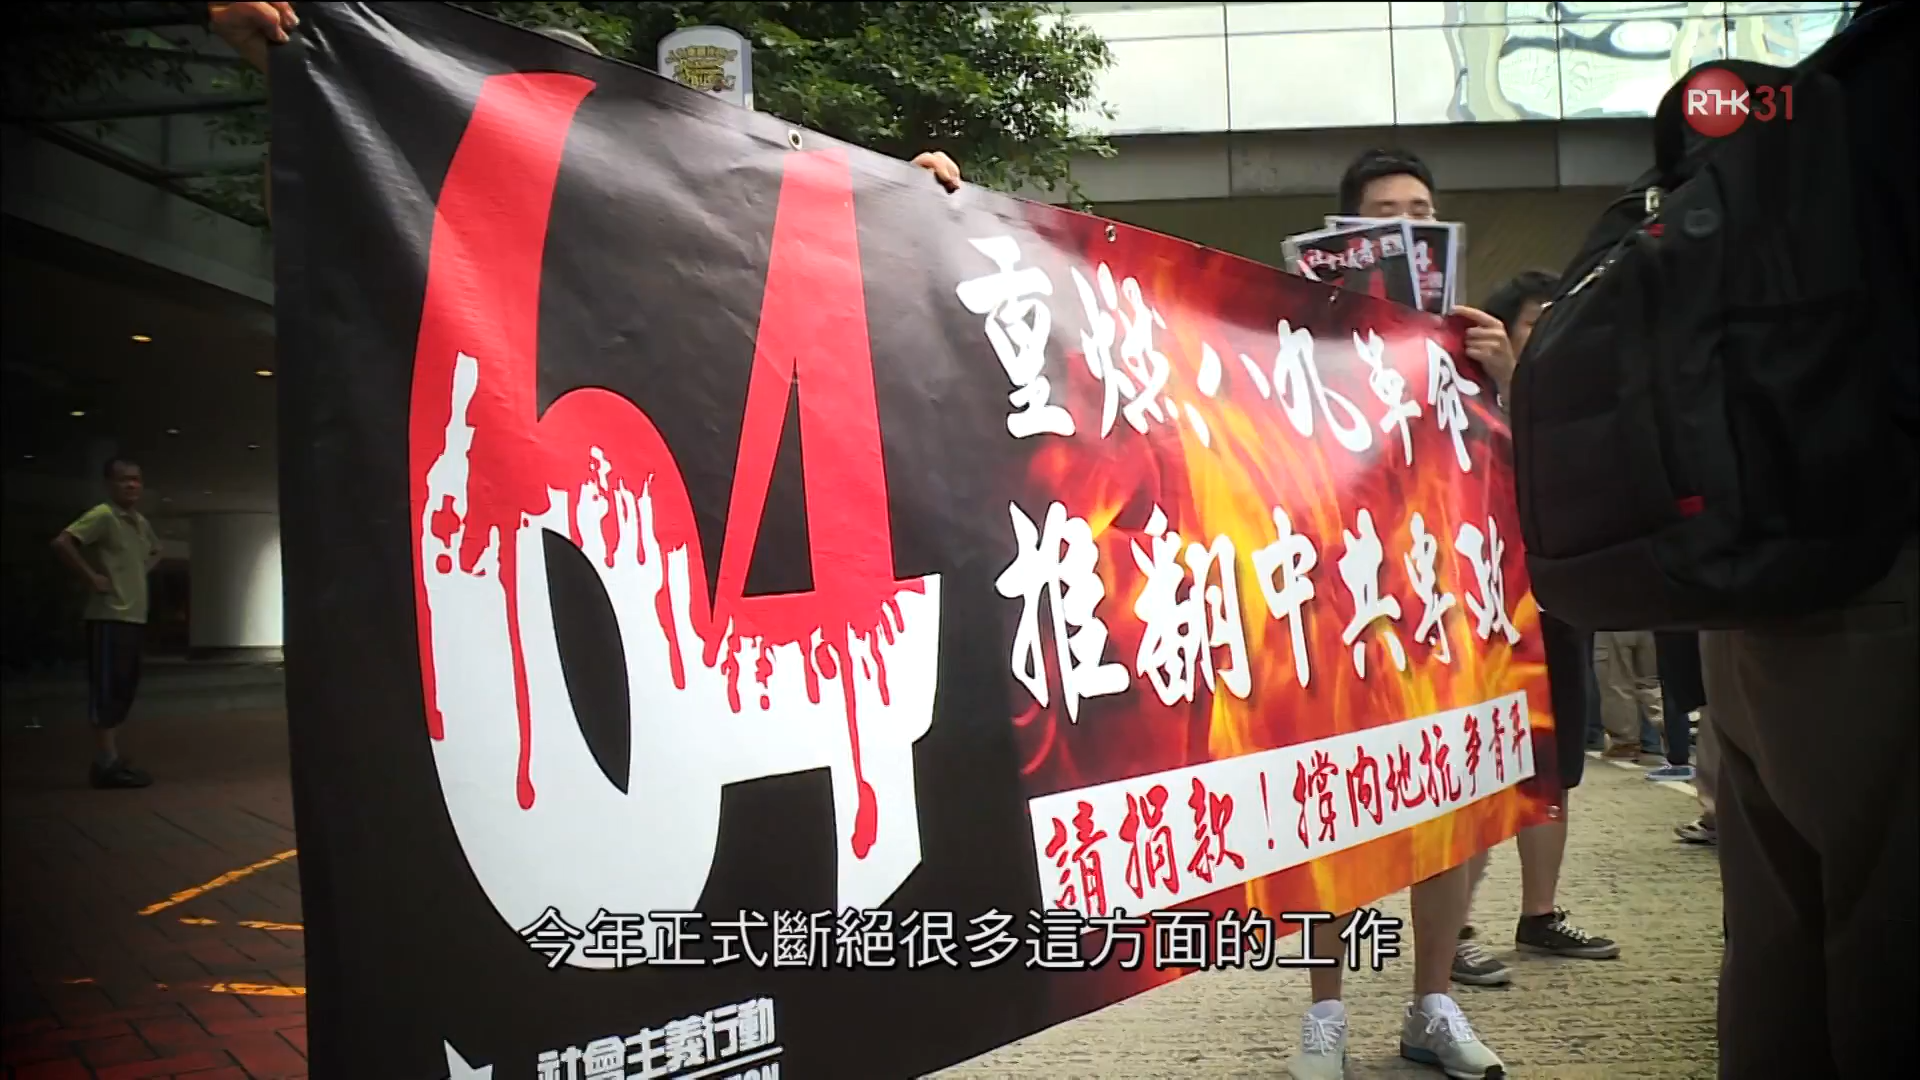 RTHK 31
64
重燃八九革命
推翻中共專政
請捐款！撐內地抗爭青年
今年正式斷絕很多這方面的工作
社會主義行動